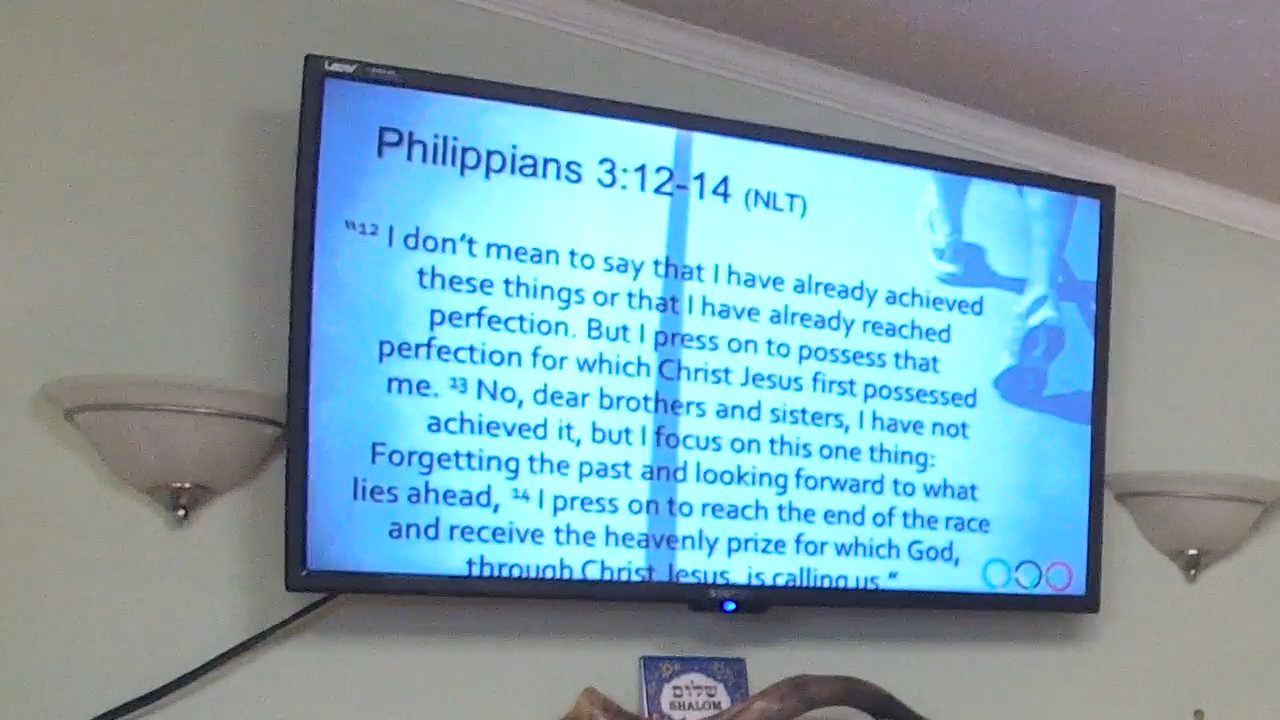 Philippians 3:12-14 (NLT)
"12 I don't mean to say that I have already achieved
these things or that I have already reached
perfection. But I press on to possess that
perfection for which Christ Jesus first possessed
me. 13 No, dear brothers and sisters, I have not
achieved it, but I focus on this one thing:
Forgetting the past and looking forward to what
lies ahead, 14 I press on to reach the end of the race
and receive the heavenly prize for which God,
through Christ Jesus, is calling us."
שלום
SHALOM